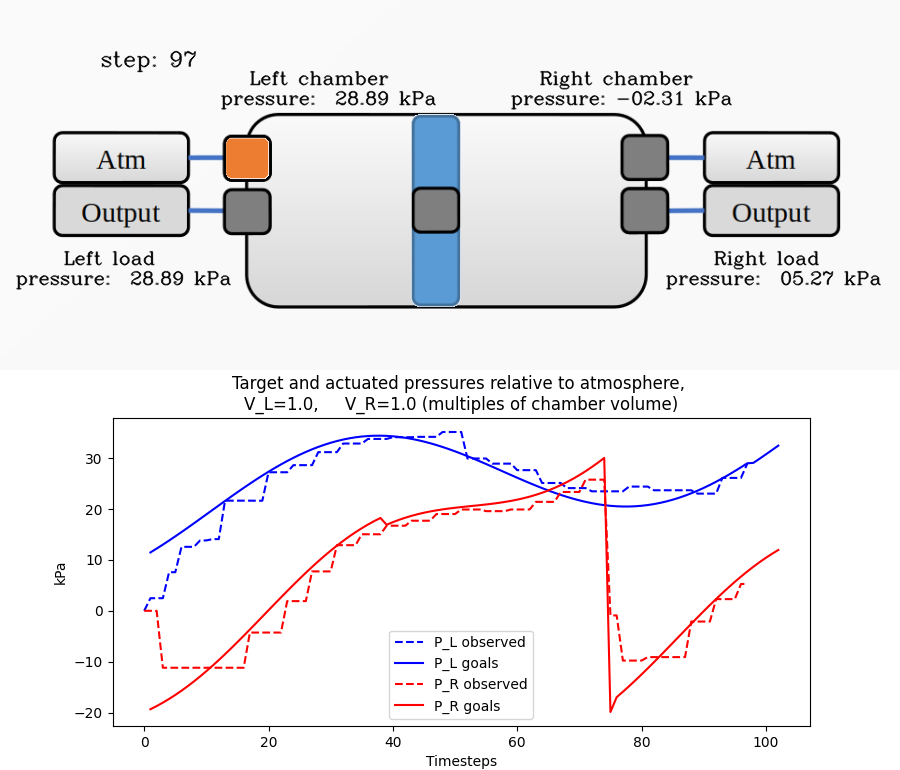 step: 97
Left chamber
pressure:  28.89 kPa
Right chamber
pressure: −02.31 kPa
Atm
Output
Atm
Output
Left load
pressure:  28.89 kPa
Right load
pressure:  05.27 kPa
Target and actuated pressures relative to atmosphere,
V_L=1.0,     V_R=1.0 (multiples of chamber volume)
kPa
30
20
10
0
−10
−20
P_L observed
P_L goals
P_R observed
P_R goals
0 20 40 60 80 100
Timesteps